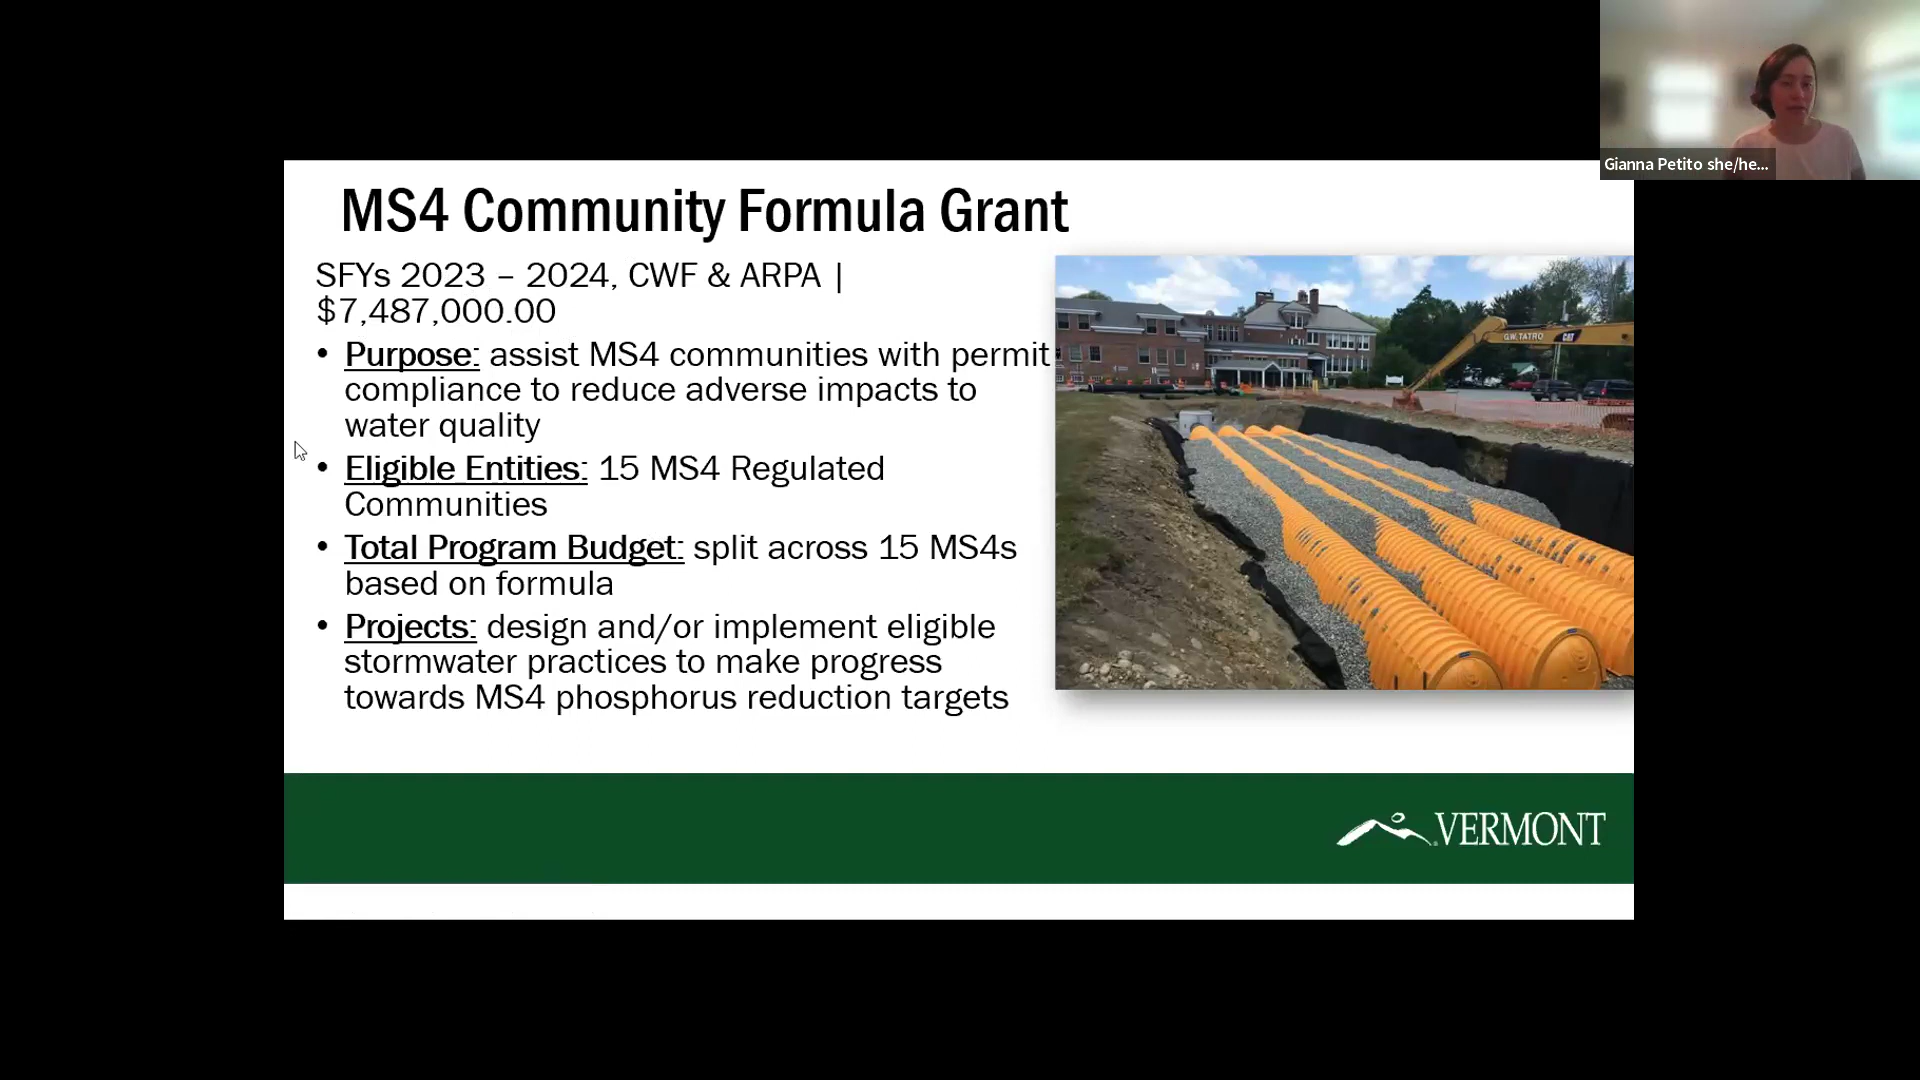 Gianna Petito she/he...
MS4 Community Formula Grant
SFYs 2023 – 2024, CWF & ARPA |
$7,487,000.00
• Purpose: assist MS4 communities with permit
compliance to reduce adverse impacts to
water quality
• Eligible Entities: 15 MS4 Regulated
Communities
• Total Program Budget: split across 15 MS4s
based on formula
• Projects: design and/or implement eligible
stormwater practices to make progress
towards MS4 phosphorus reduction targets
G.W. TATRO CAT
VERMONT